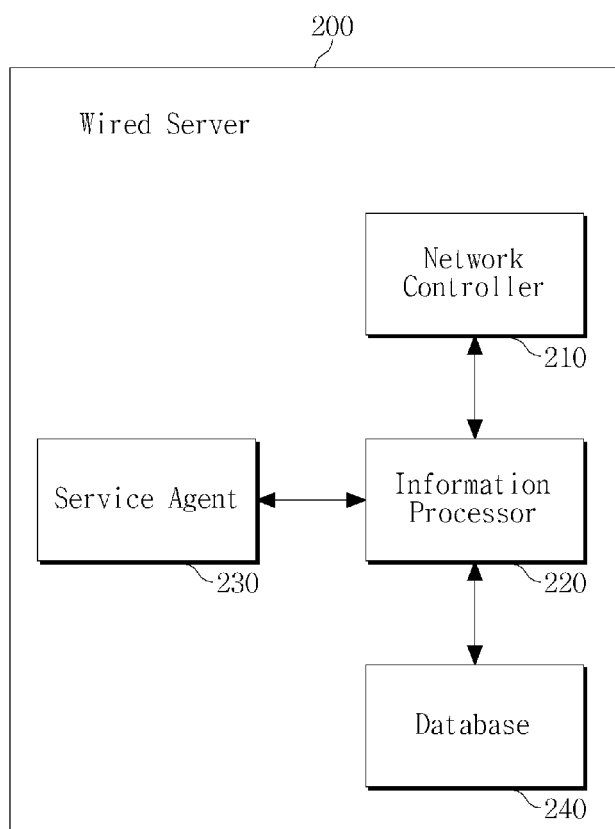 200
Wired Server
Network
Controller
210
Service Agent
230
Information
Processor
220
Database
240